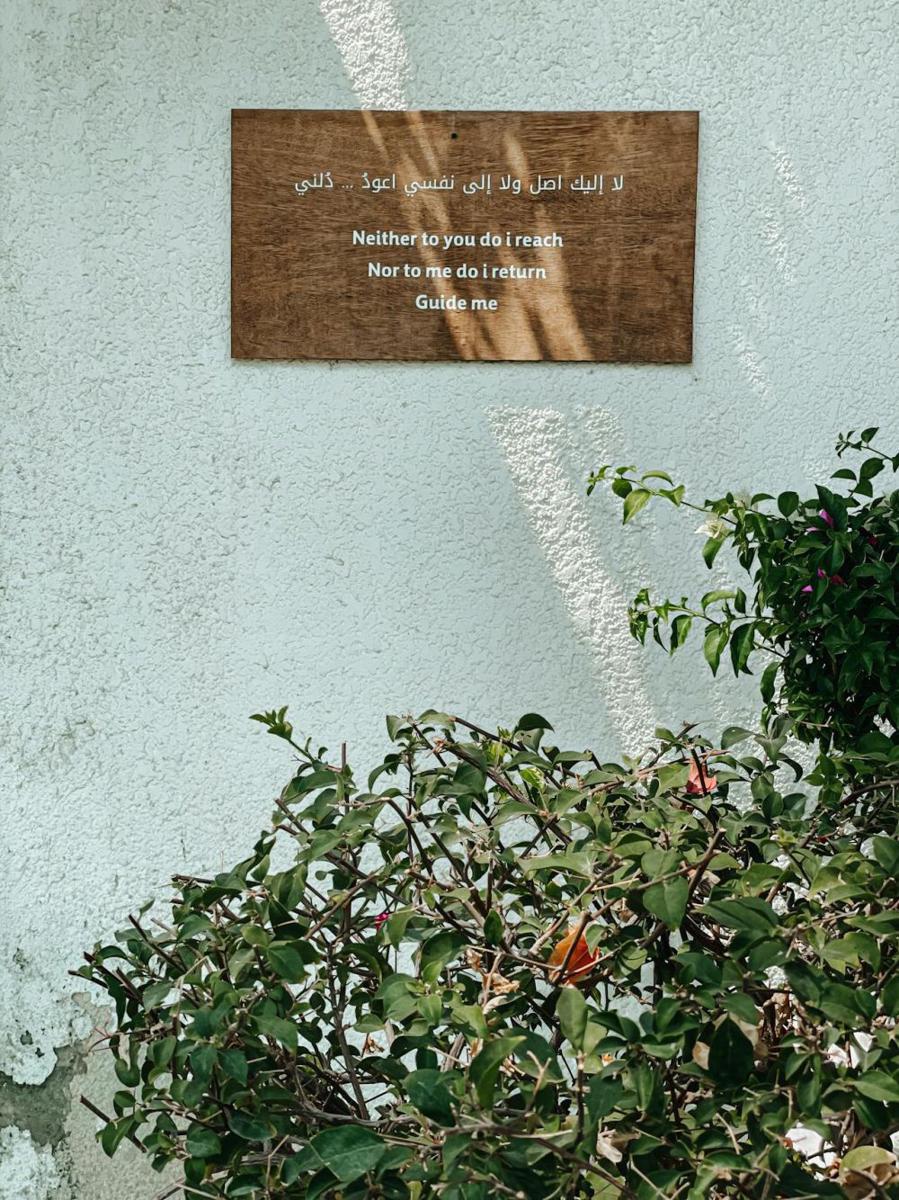 لا إليك اصل ولا إلى نفسي اعودُ ... دُلني
Neither to you do i reach
Nor to me do i return
Guide me